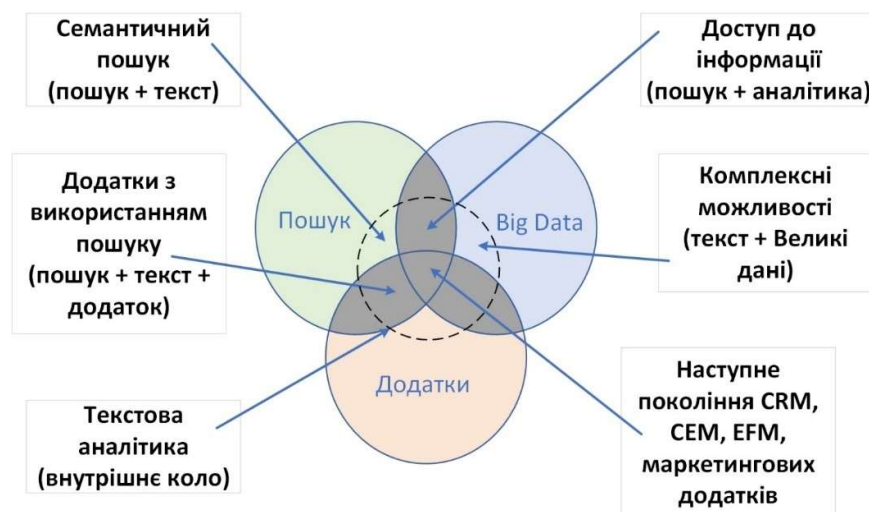 Семантичний
пошук
(пошук + текст)
Доступ до
інформації
(пошук + аналітика)
Додатки з
використанням
пошуку
(пошук + текст +
додаток)
Пошук
Big Data
Комплексні
можливості
(текст + Великі
дані)
Додатки
Текстова
аналітика
(внутрішнє коло)
Наступне
покоління CRM,
CEM, EFM,
маркетингових
додатків